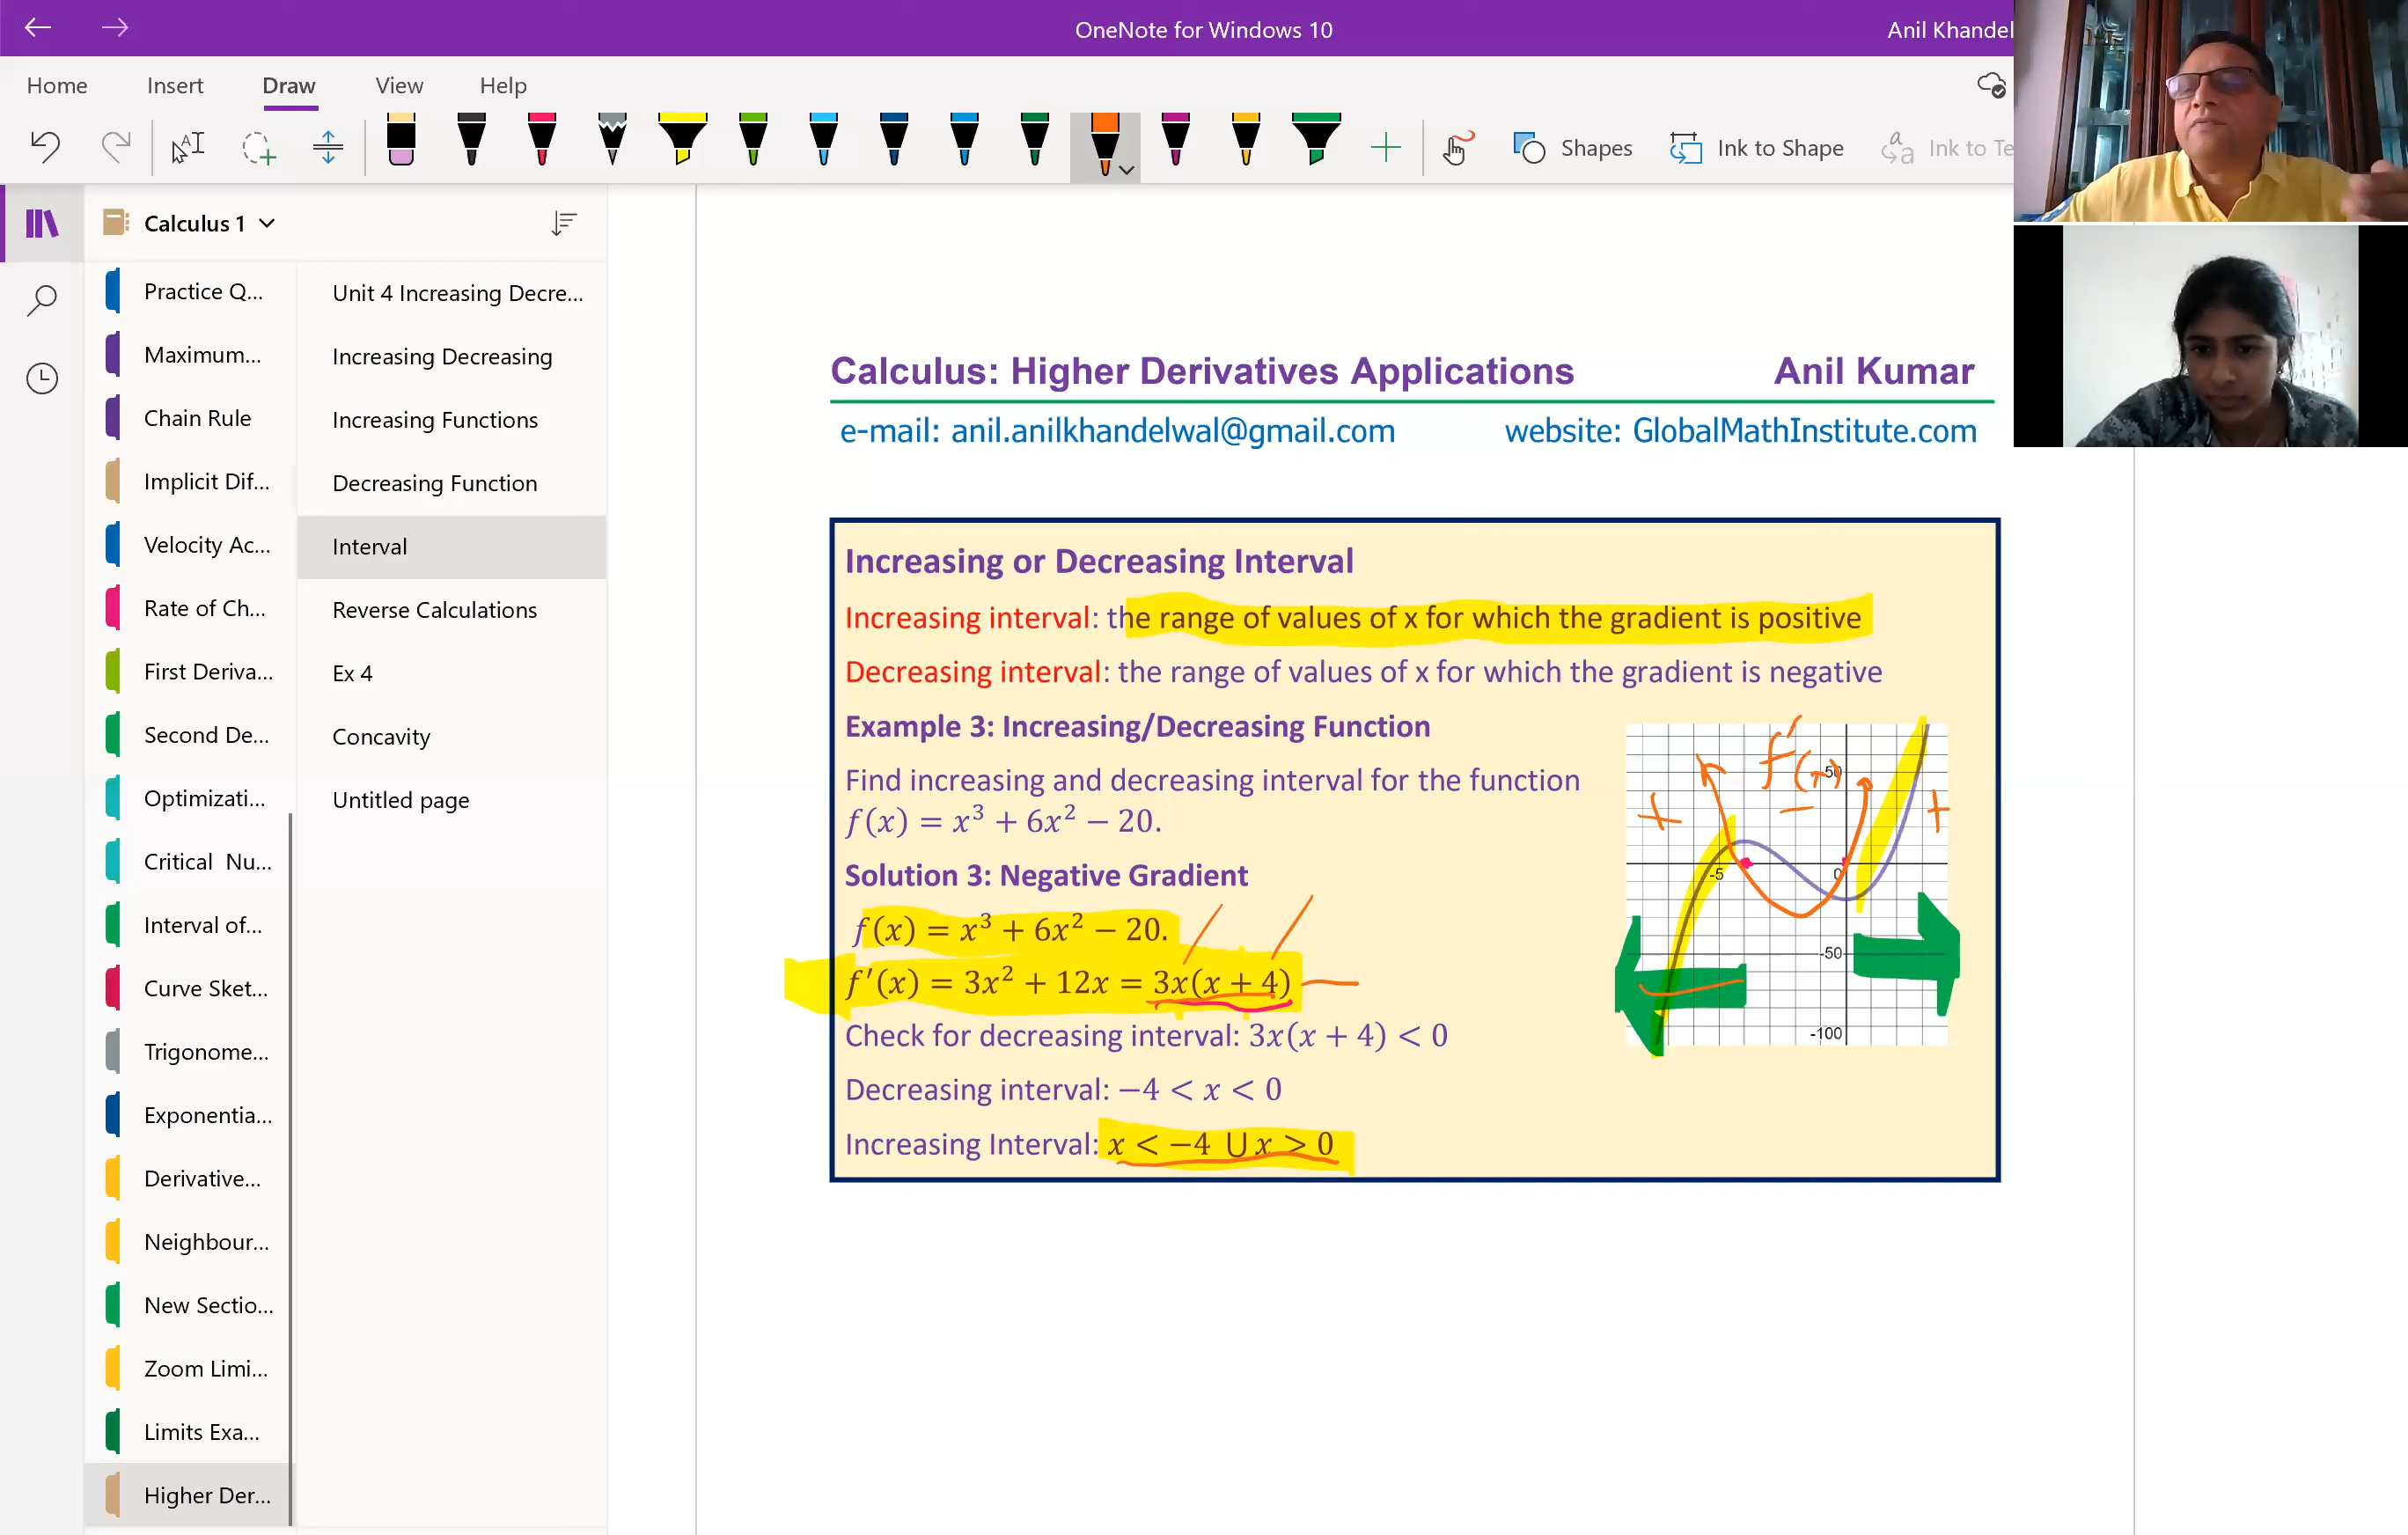 OneNote for Windows 10
Anil Khandel
Home Insert Draw View Help
Shapes Ink to Shape Ink to Te
Calculus 1
Practice Q...
Maximum...
Chain Rule
Implicit Dif...
Velocity Ac...
Rate of Ch...
First Deriva...
Second De...
Optimizati...
Critical Nu...
Interval of...
Curve Sket...
Trigonome...
Exponentia...
Derivative...
Neighbour...
New Sectio...
Zoom Limi...
Limits Exa...
Higher Der...
Unit 4 Increasing Decre...
Increasing Decreasing
Increasing Functions
Decreasing Function
Interval
Reverse Calculations
Ex 4
Concavity
Untitled page
Calculus: Higher Derivatives Applications Anil Kumar
e-mail: anil.anilkhandelwal@gmail.com website: GlobalMathInstitute.com
Increasing or Decreasing Interval
Increasing interval: the range of values of x for which the gradient is positive
Decreasing interval: the range of values of x for which the gradient is negative
Example 3: Increasing/Decreasing Function
Find increasing and decreasing interval for the function
f(x) = x³ + 6x² − 20.
Solution 3: Negative Gradient
f(x) = x³ + 6x² − 20.
f′(x) = 3x² + 12x = 3x(x + 4)
Check for decreasing interval: 3x(x + 4) < 0
Decreasing interval: −4 < x < 0
Increasing Interval: x < −4 ⋃ x > 0
f′(x)
50
+ − +
-5 0
-50
-100